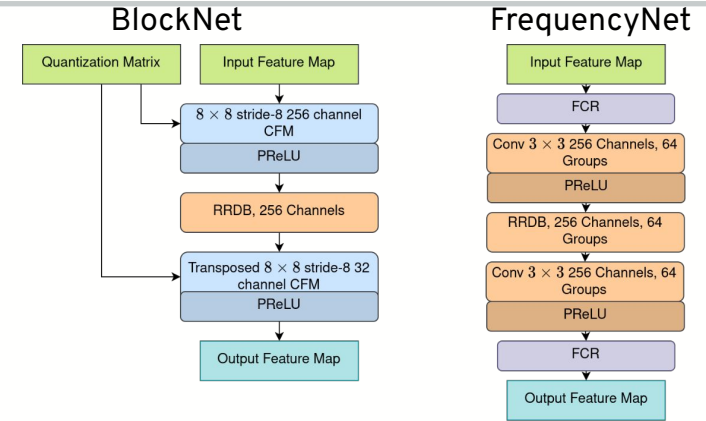 BlockNet
Quantization Matrix
Input Feature Map
8 × 8 stride-8 256 channel
CFM
PReLU
RRDB, 256 Channels
Transposed 8 × 8 stride-8 32
channel CFM
PReLU
Output Feature Map
FrequencyNet
Input Feature Map
FCR
Conv 3 × 3 256 Channels, 64
Groups
PReLU
RRDB, 256 Channels, 64
Groups
Conv 3 × 3 256 Channels, 64
Groups
PReLU
FCR
Output Feature Map